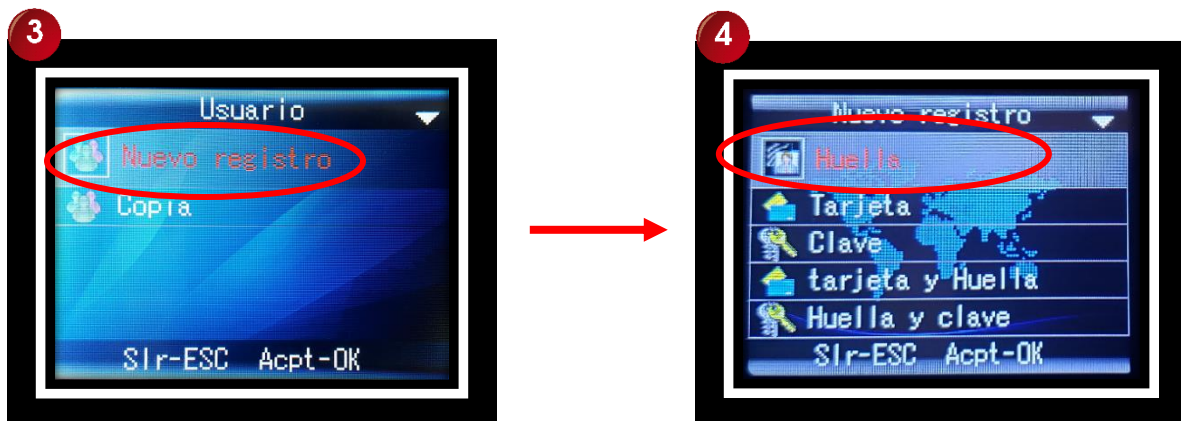 3
Usuario
Nuevo registro
Copia
Slr-ESC Acpt-OK
4
Nuevo registro
Huella
Tarjeta
Clave
tarjeta y Huella
Huella y clave
Slr-ESC Acpt-OK